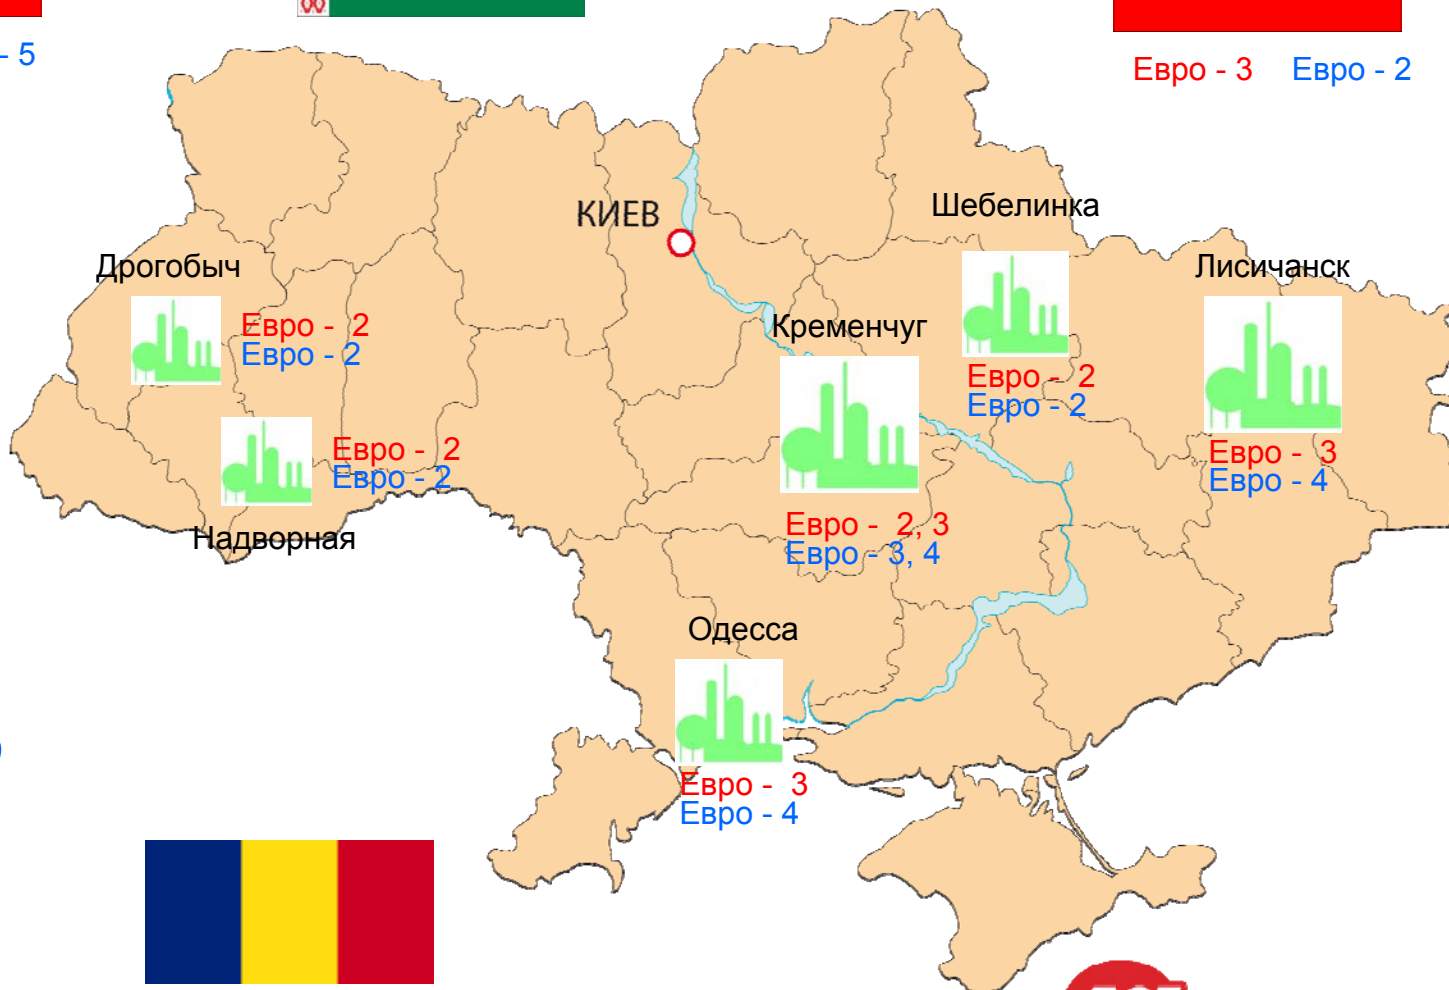 - 5
Евро - 3 Евро - 2
Шебелинка
КИЕВ
Дрогобыч
Лисичанск
Евро - 2
Евро - 2
Кременчуг
Евро - 2
Евро - 2
Евро - 2
Евро - 2
Евро - 3
Евро - 4
Надворная
Евро - 2, 3
Евро - 3, 4
Одесса
Евро - 3
Евро - 4